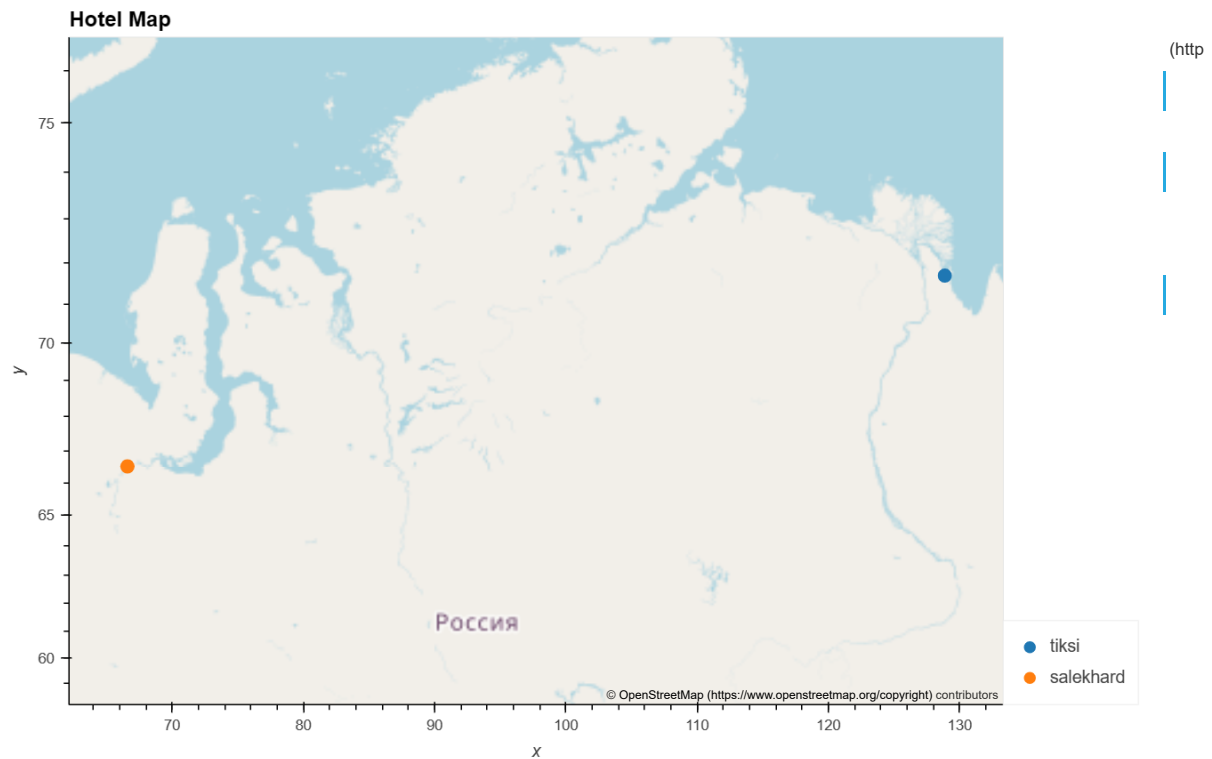 Hotel Map
(http
75
70
65
60
y
Россия
tiksi
salekhard
© OpenStreetMap (https://www.openstreetmap.org/copyright) contributors
70 80 90 100 110 120 130
x